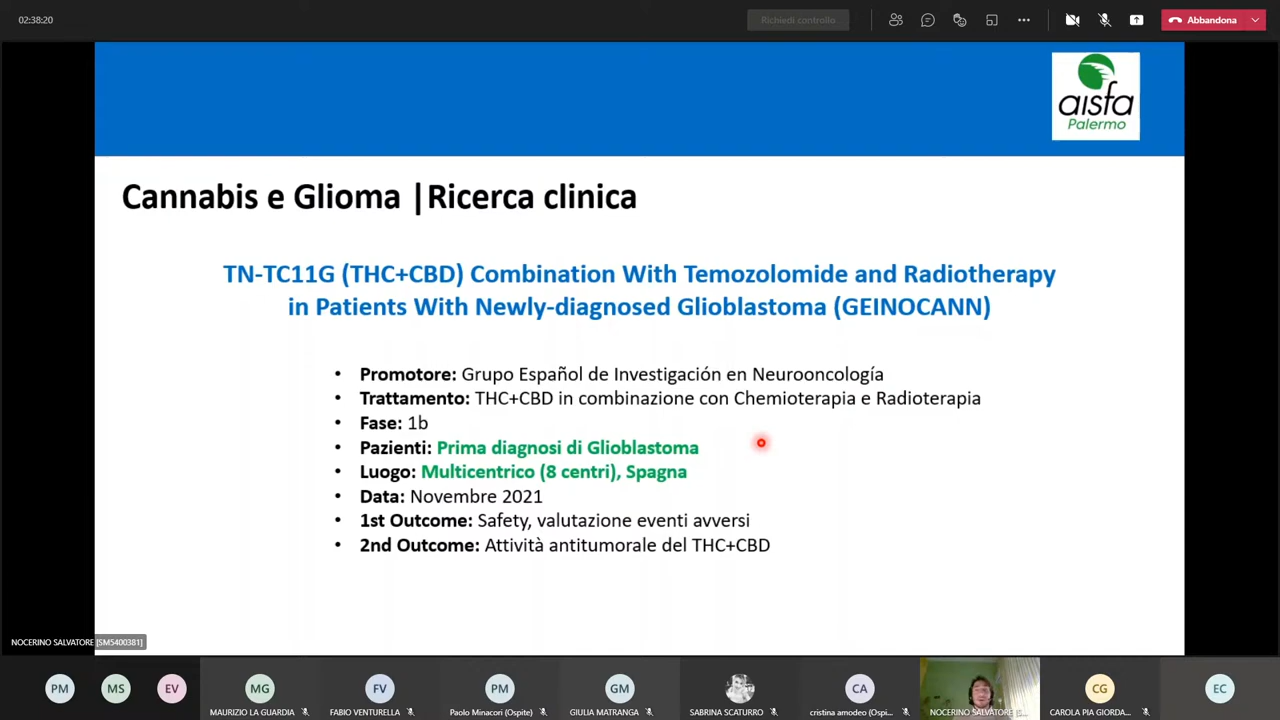 02:38:20
Richiedi controllo
Abbandona
aisfa
Palermo
Cannabis e Glioma |Ricerca clinica
TN-TC11G (THC+CBD) Combination With Temozolomide and Radiotherapy
in Patients With Newly-diagnosed Glioblastoma (GEINOCANN)
• Promotore: Grupo Español de Investigación en Neurooncología
• Trattamento: THC+CBD in combinazione con Chemioterapia e Radioterapia
• Fase: 1b
• Pazienti: Prima diagnosi di Glioblastoma
• Luogo: Multicentrico (8 centri), Spagna
• Data: Novembre 2021
• 1st Outcome: Safety, valutazione eventi avversi
• 2nd Outcome: Attività antitumorale del THC+CBD
NOCERINO SALVATORE [SM5400381]
PM
MS
EV
MG
FV
PM
GM
CA
CG
EC
MAURIZIO LA GUARDIA
FABIO VENTURELLA
Paolo Minacori (Ospite)
GIULIA MATRANGA
SABRINA SCATURRO
cristina amodeo (Ospi...
NOCERINO SALVATORE [S...
CAROLA PIA GIORDA...